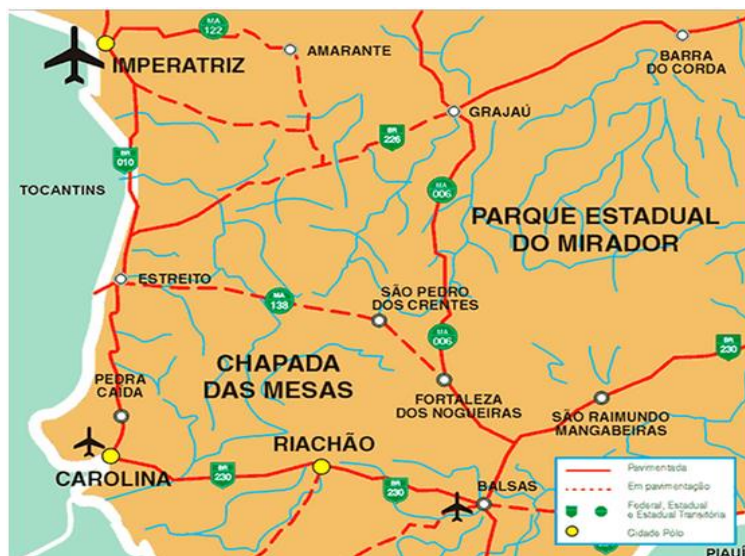 MA
122
AMARANTE
IMPERATRIZ
BARRA
DO CORDA
GRAJAÚ
BR
226
BR
010
TOCANTINS
MA
006
PARQUE ESTADUAL
DO MIRADOR
ESTREITO
MA
138
SÃO PEDRO
DOS CRENTES
MA
006
BR
230
CHAPADA
DAS MESAS
PEDRA
CAÍDA
FORTALEZA
DOS NOGUEIRAS
SÃO RAIMUNDO
MANGABEIRAS
RIACHÃO
CAROLINA
BR
230
BR
230
BALSAS
Pavimentada
Em pavimentação
Federal, Estadual
e Estadual Transitória
Cidade Pólo
PIAU